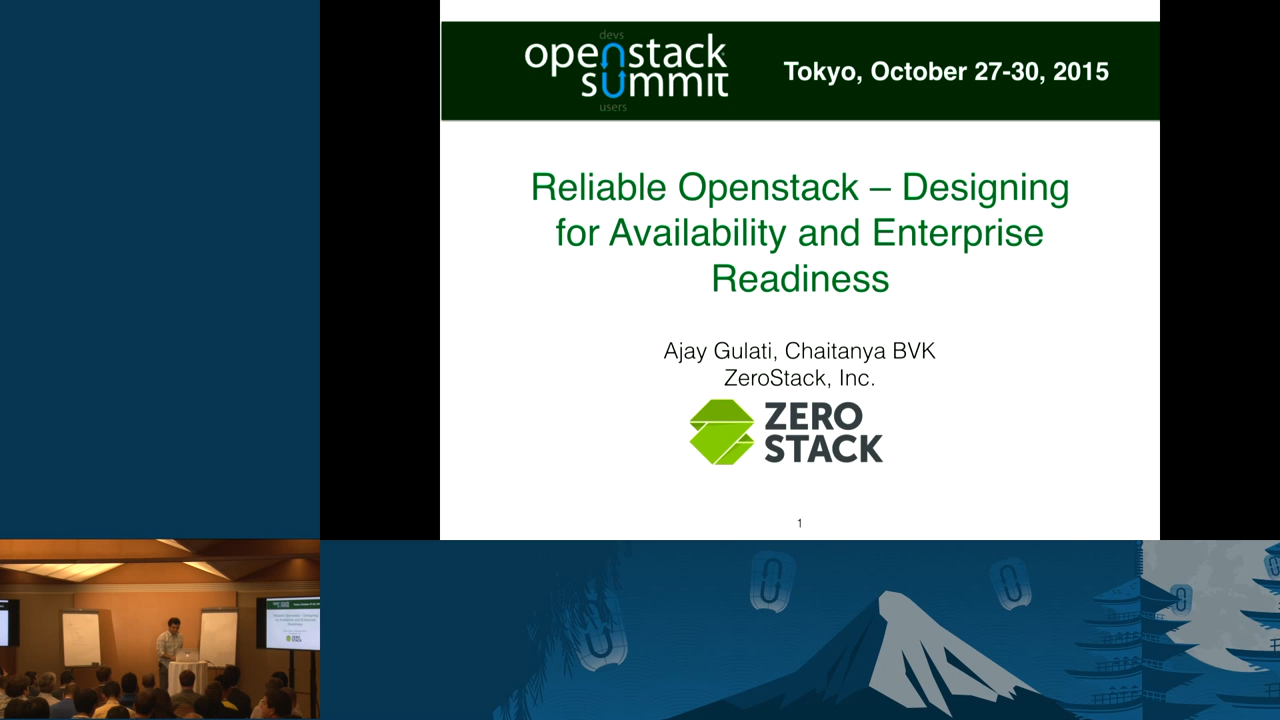 devs
openstack
summit
users
Tokyo, October 27-30, 2015
Reliable Openstack – Designing
for Availability and Enterprise
Readiness
Ajay Gulati, Chaitanya BVK
ZeroStack, Inc.
ZERO
STACK
1